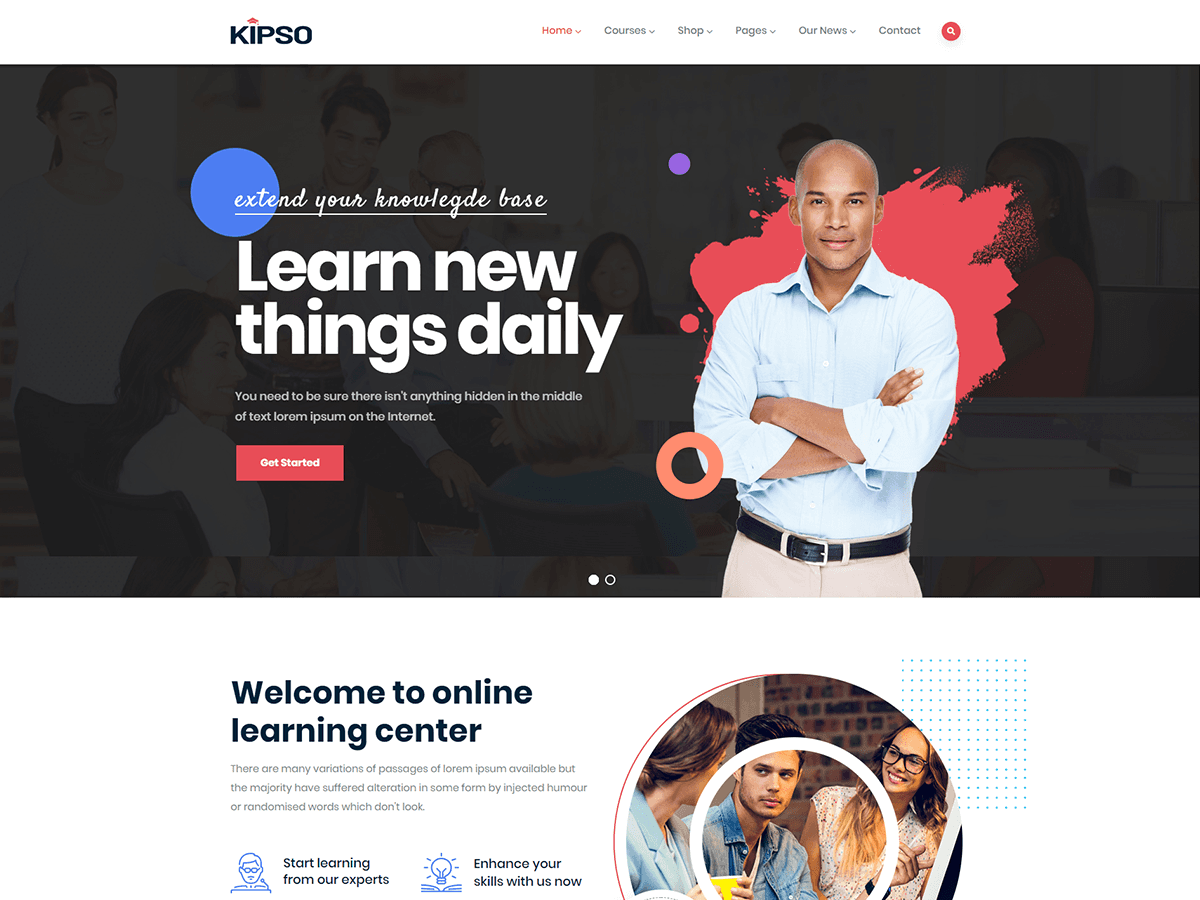 KIPSO
Home
Courses
Shop
Pages
Our News
Contact
extend your knowlegde base
Learn new
things daily
You need to be sure there isn't anything hidden in the middle
of text lorem ipsum on the Internet.
Get Started
Welcome to online
learning center
There are many variations of passages of lorem ipsum available but
the majority have suffered alteration in some form by injected humour
or randomised words which don't look.
Start learning
from our experts
Enhance your
skills with us now